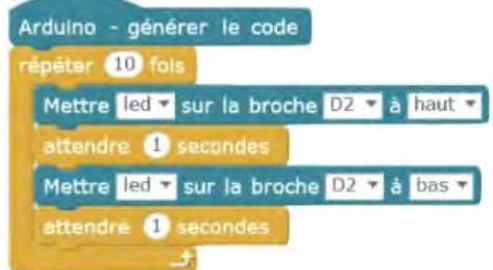 Arduino - générer le code
répéter 10 fois
Mettre led sur la broche D2 à haut
attendre 1 secondes
Mettre led sur la broche D2 à bas
attendre 1 secondes